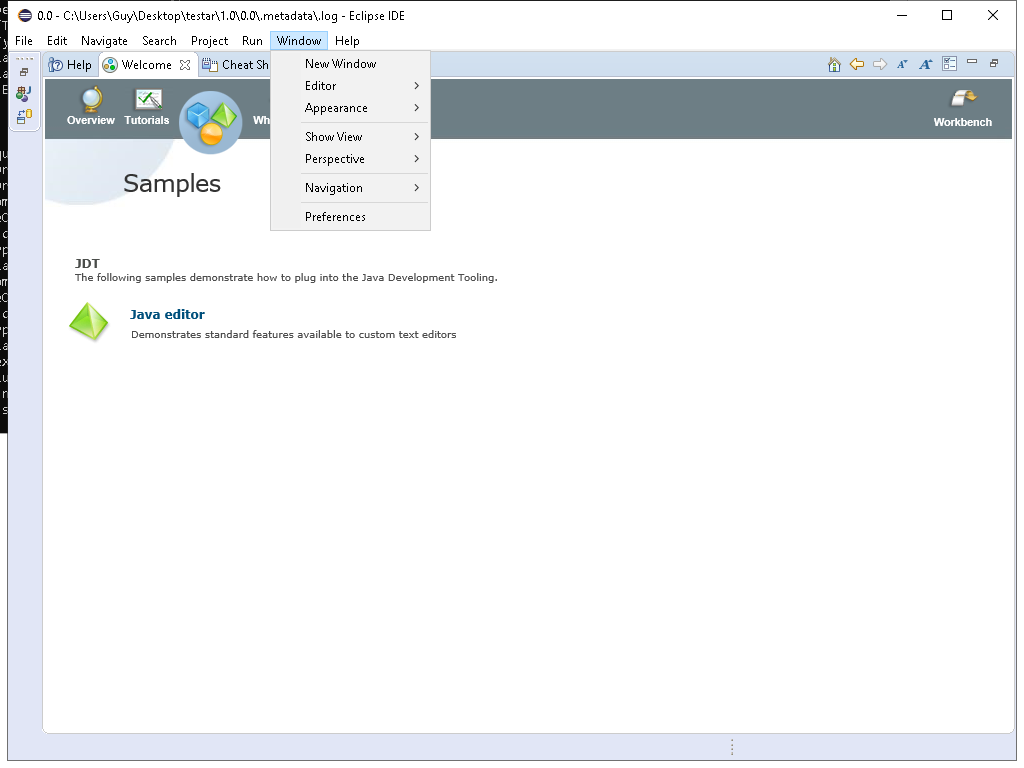 0.0 - C:\Users\Guy\Desktop\testar\1.0\0.0\.metadata\.log - Eclipse IDE
File Edit Navigate Search Project Run Window Help
Help Welcome Cheat Sh
New Window
Editor
Appearance
Show View
Perspective
Navigation
Preferences
Overview Tutorials Wh Workbench
Samples
JDT
The following samples demonstrate how to plug into the Java Development Tooling.
Java editor
Demonstrates standard features available to custom text editors